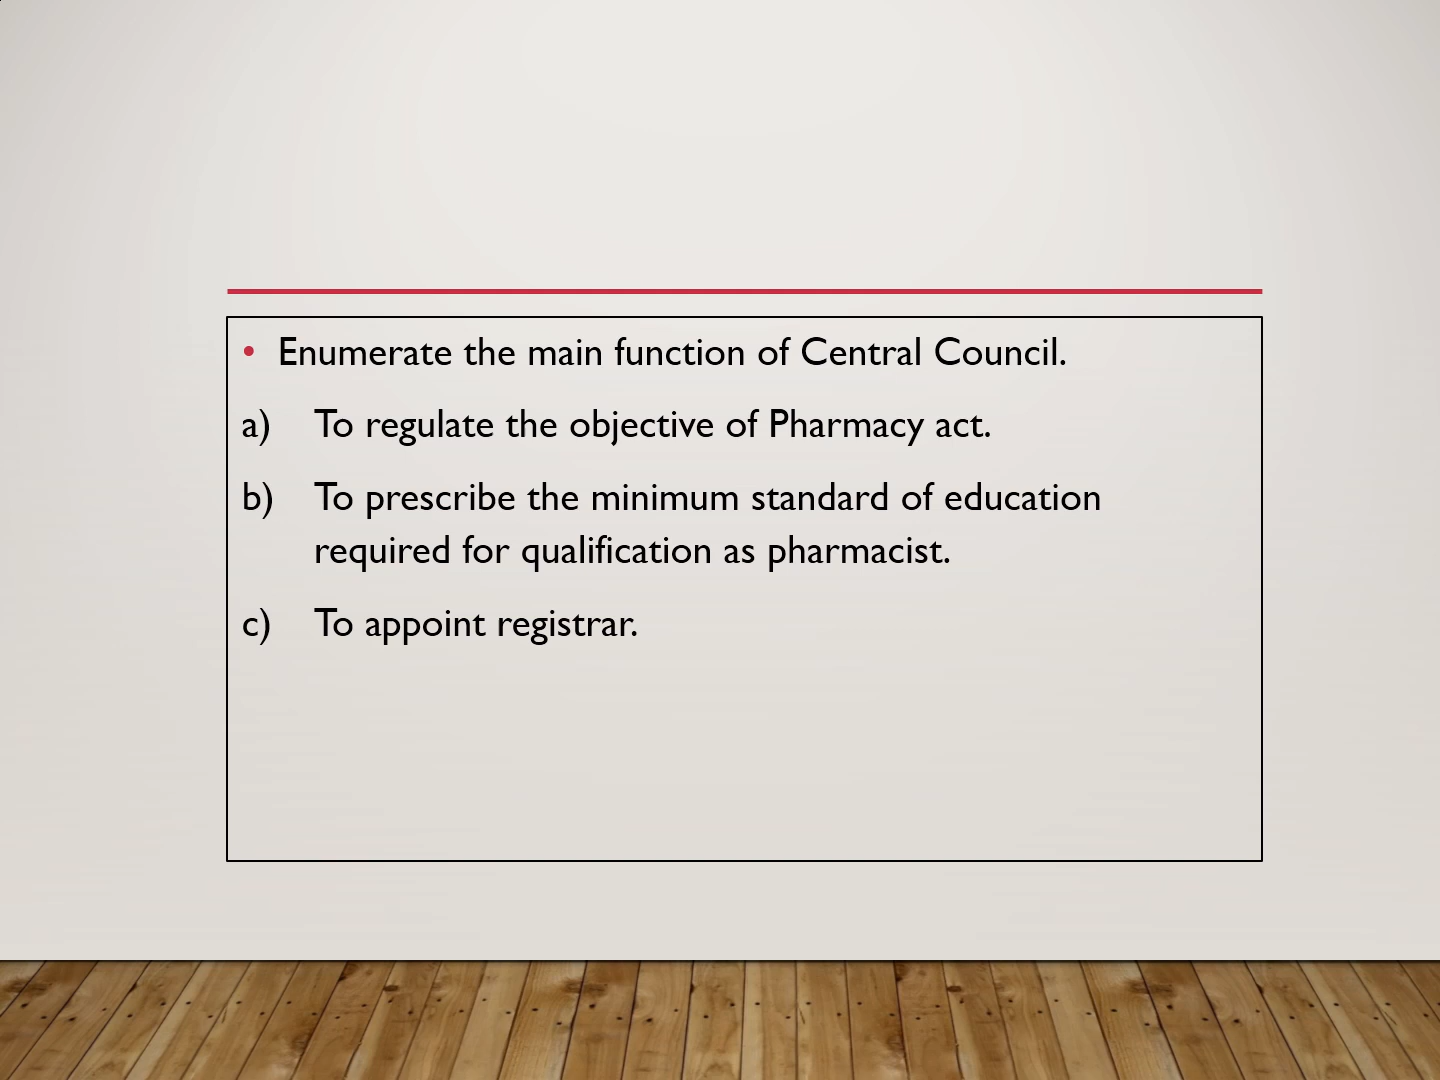 • Enumerate the main function of Central Council.
a) To regulate the objective of Pharmacy act.
b) To prescribe the minimum standard of education
required for qualification as pharmacist.
c) To appoint registrar.